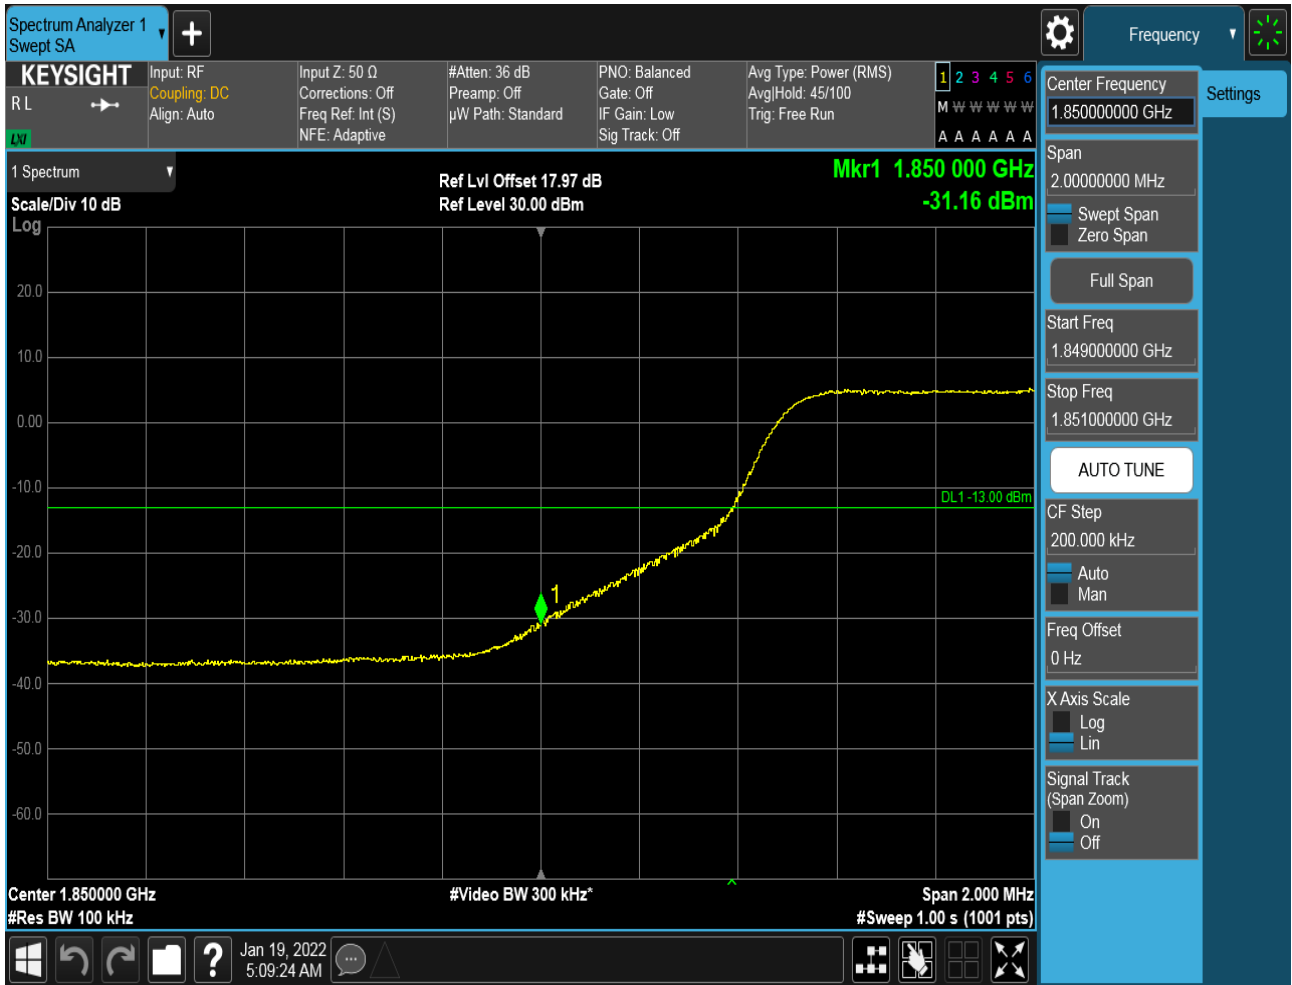 Spectrum Analyzer 1
Swept SA
Frequency
KEYSIGHT
R L
LXI
Input: RF
Coupling: DC
Align: Auto
Input Z: 50 Ω
Corrections: Off
Freq Ref: Int (S)
NFE: Adaptive
#Atten: 36 dB
Preamp: Off
µW Path: Standard
PNO: Balanced
Gate: Off
IF Gain: Low
Sig Track: Off
Avg Type: Power (RMS)
Avg|Hold: 45/100
Trig: Free Run
1 2 3 4 5 6
M W W W W W
A A A A A A
1 Spectrum
Scale/Div 10 dB
Log
Ref Lvl Offset 17.97 dB
Ref Level 30.00 dBm
Mkr1 1.850 000 GHz
-31.16 dBm
20.0
10.0
0.00
-10.0
-20.0
-30.0
-40.0
-50.0
-60.0
DL1 -13.00 dBm
1
Center 1.850000 GHz
#Res BW 100 kHz
#Video BW 300 kHz*
Span 2.000 MHz
#Sweep 1.00 s (1001 pts)
Jan 19, 2022
5:09:24 AM
Center Frequency
1.850000000 GHz
Settings
Span
2.00000000 MHz
Swept Span
Zero Span
Full Span
Start Freq
1.849000000 GHz
Stop Freq
1.851000000 GHz
AUTO TUNE
CF Step
200.000 kHz
Auto
Man
Freq Offset
0 Hz
X Axis Scale
Log
Lin
Signal Track
(Span Zoom)
On
Off